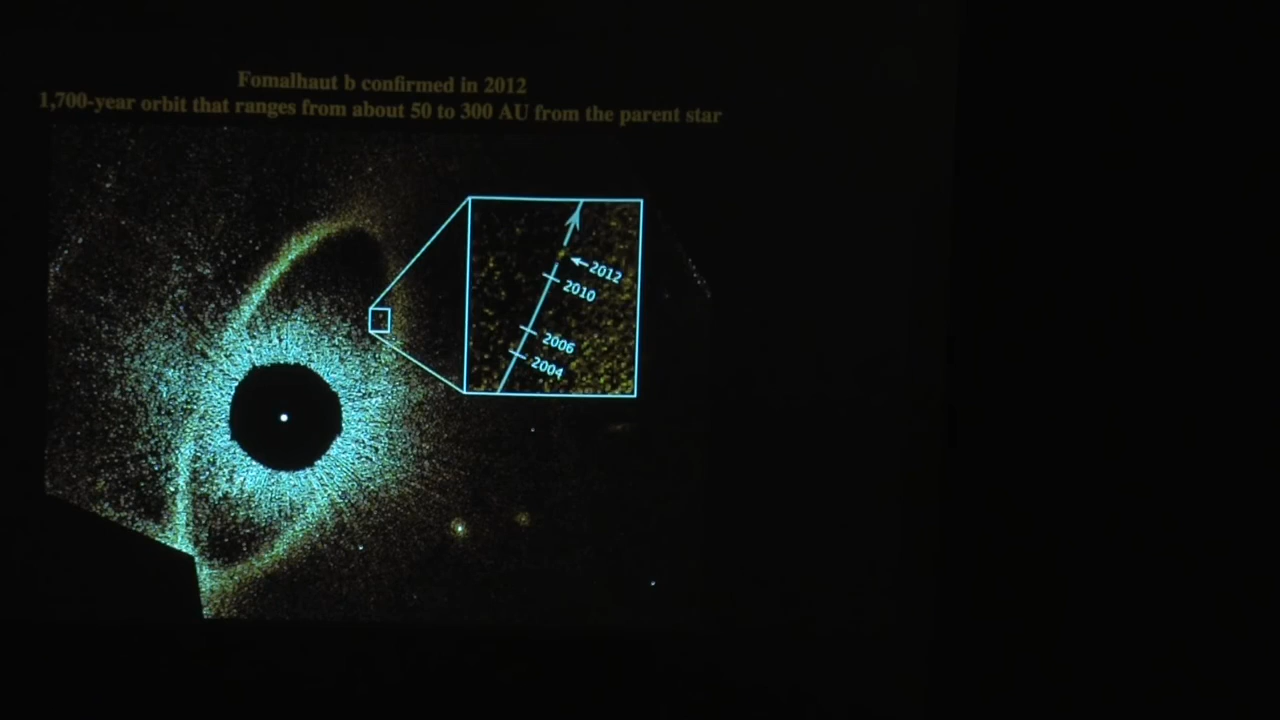 Fomalhaut b confirmed in 2012
1,700-year orbit that ranges from about 50 to 300 AU from the parent star
2012
2010
2006
2004